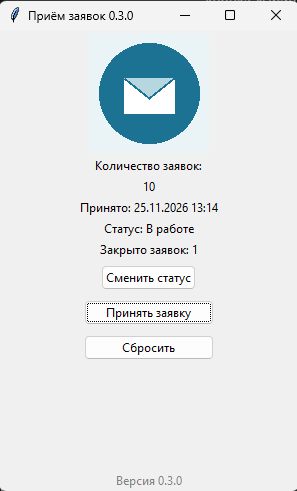 Приём заявок 0.3.0
Количество заявок:
10
Принято: 25.11.2026 13:14
Статус: В работе
Закрыто заявок: 1
Сменить статус
Принять заявку
Сбросить
Версия 0.3.0